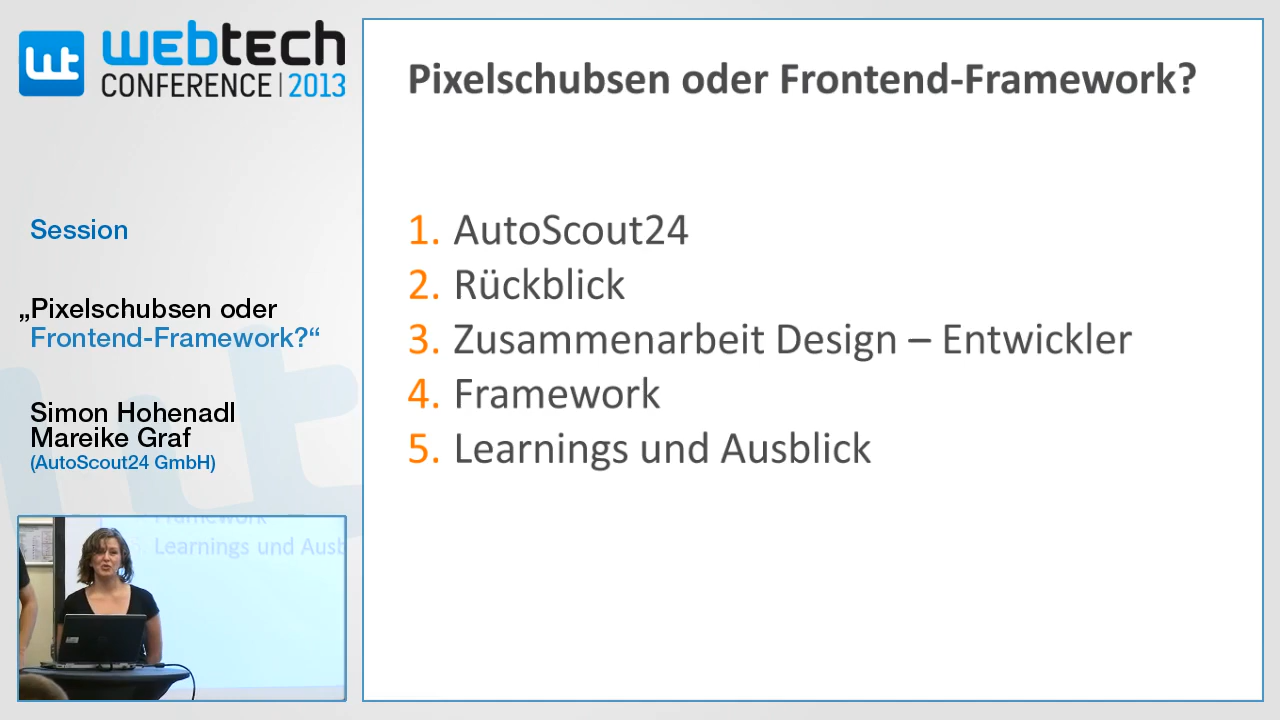 wt webtech
CONFERENCE | 2013
Session
„Pixelschubsen oder
Frontend-Framework?“
Simon Hohenadl
Mareike Graf
(AutoScout24 GmbH)
Pixelschubsen oder Frontend-Framework?
1. AutoScout24
2. Rückblick
3. Zusammenarbeit Design – Entwickler
4. Framework
5. Learnings und Ausblick
Framework
Learnings und Ausb